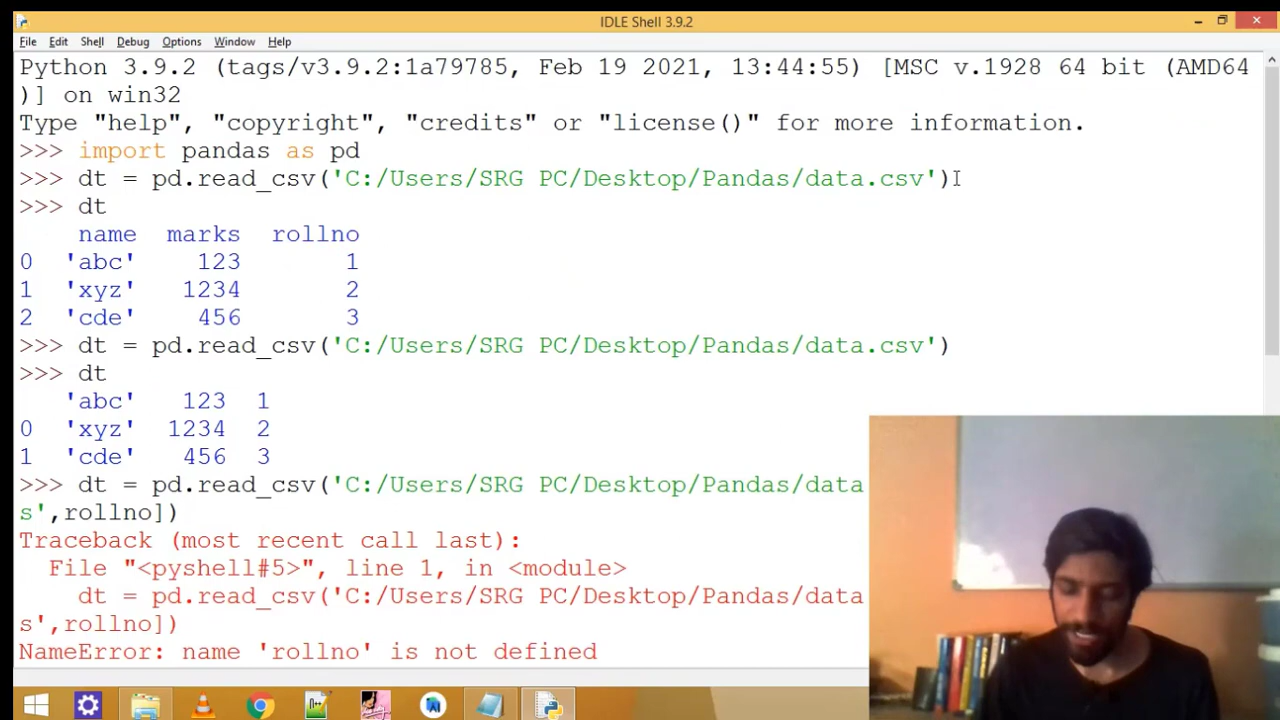 IDLE Shell 3.9.2
File Edit Shell Debug Options Window Help
Python 3.9.2 (tags/v3.9.2:1a79785, Feb 19 2021, 13:44:55) [MSC v.1928 64 bit (AMD64
)] on win32
Type "help", "copyright", "credits" or "license()" for more information.
>>> import pandas as pd
>>> dt = pd.read_csv('C:/Users/SRG PC/Desktop/Pandas/data.csv')
>>> dt
name marks rollno
0 'abc' 123 1
1 'xyz' 1234 2
2 'cde' 456 3
>>> dt = pd.read_csv('C:/Users/SRG PC/Desktop/Pandas/data.csv')
>>> dt
'abc' 123 1
0 'xyz' 1234 2
1 'cde' 456 3
>>> dt = pd.read_csv('C:/Users/SRG PC/Desktop/Pandas/data
s',rollno])
Traceback (most recent call last):
File "<pyshell#5>", line 1, in <module>
dt = pd.read_csv('C:/Users/SRG PC/Desktop/Pandas/data
s',rollno])
NameError: name 'rollno' is not defined